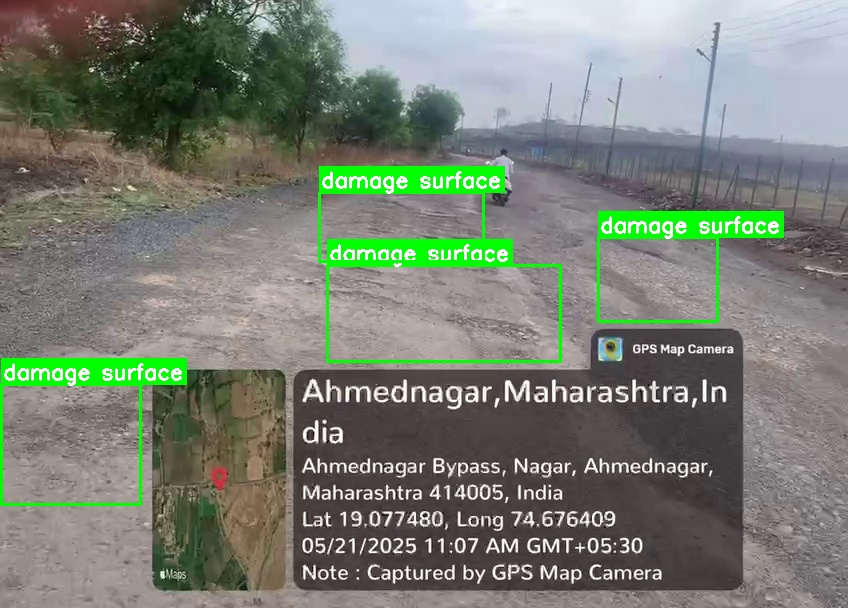 damage surface
damage surface
damage surface
damage surface
GPS Map Camera
Ahmednagar,Maharashtra,In
dia
Ahmednagar Bypass, Nagar, Ahmednagar,
Maharashtra 414005, India
Lat 19.077480, Long 74.676409
05/21/2025 11:07 AM GMT+05:30
Note : Captured by GPS Map Camera
Maps